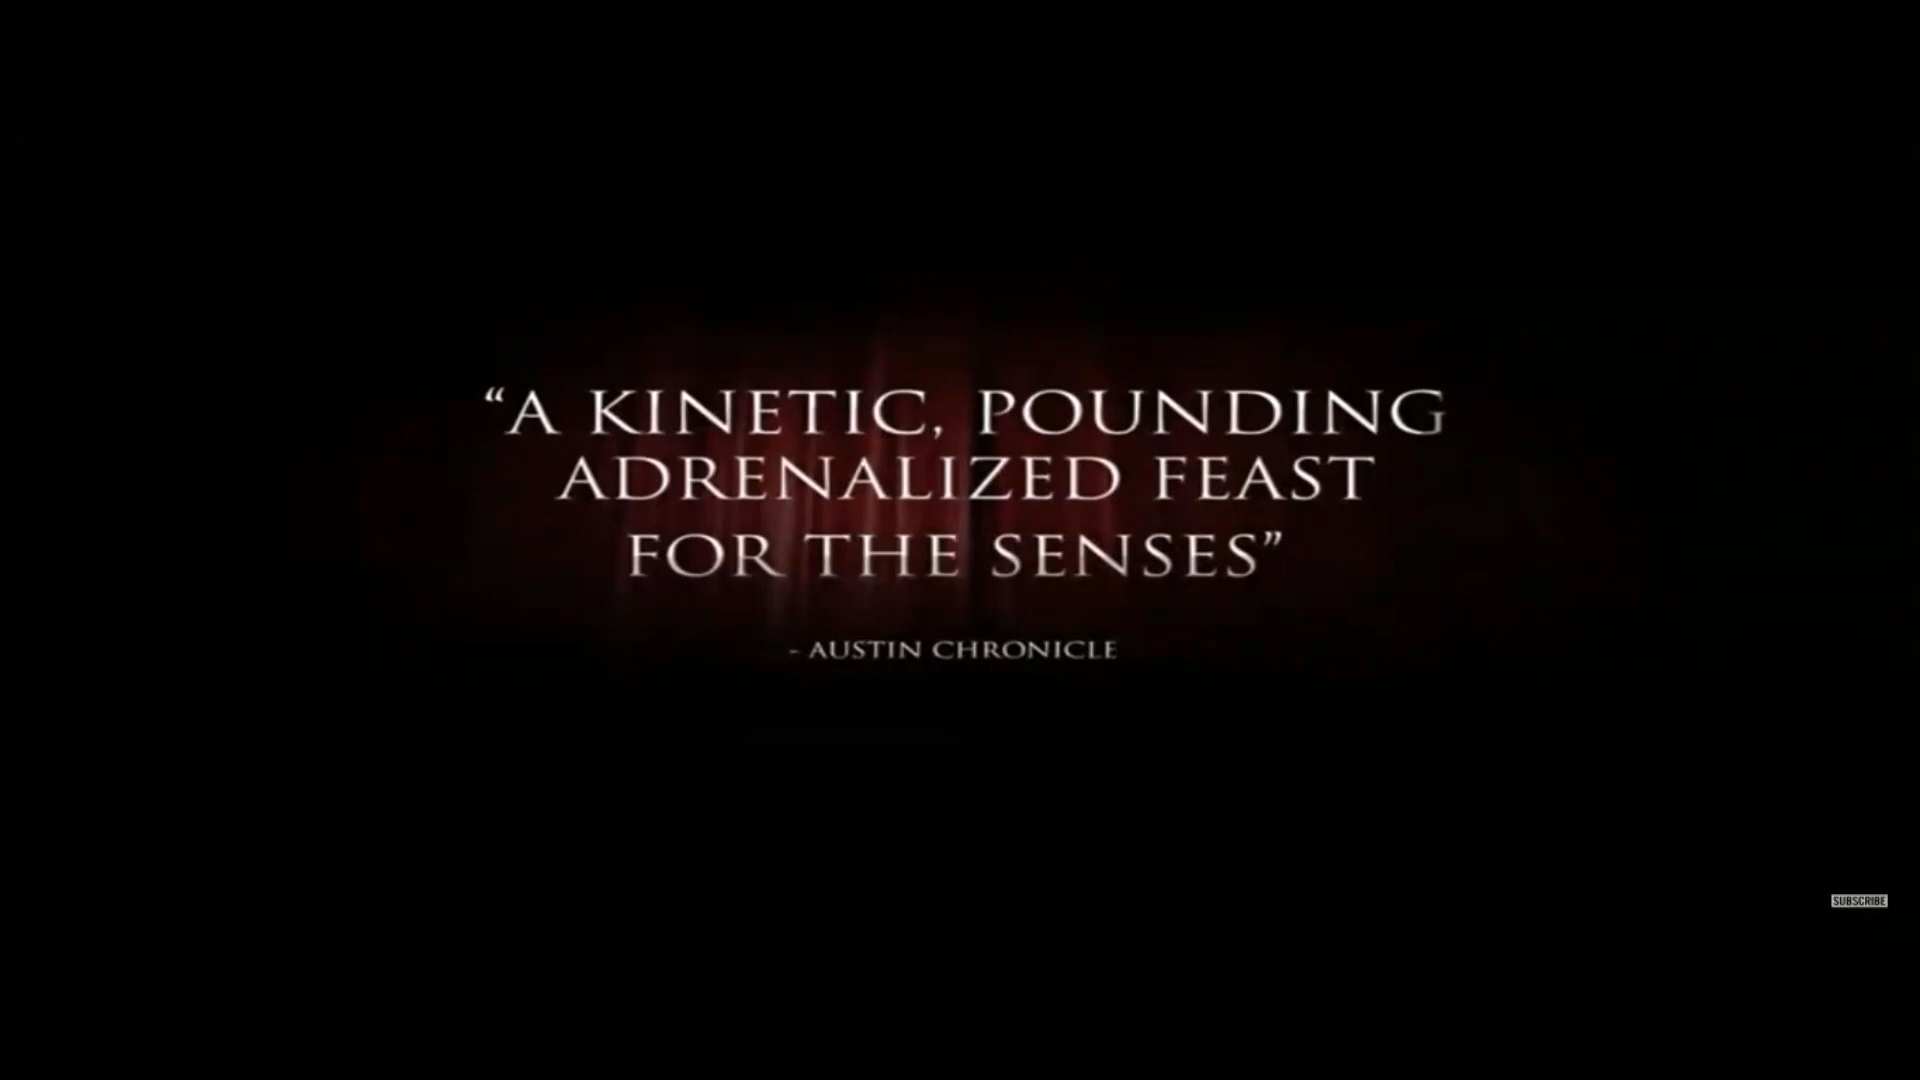 “A KINETIC, POUNDING
ADRENALIZED FEAST
FOR THE SENSES”
- AUSTIN CHRONICLE
SUBSCRIBE